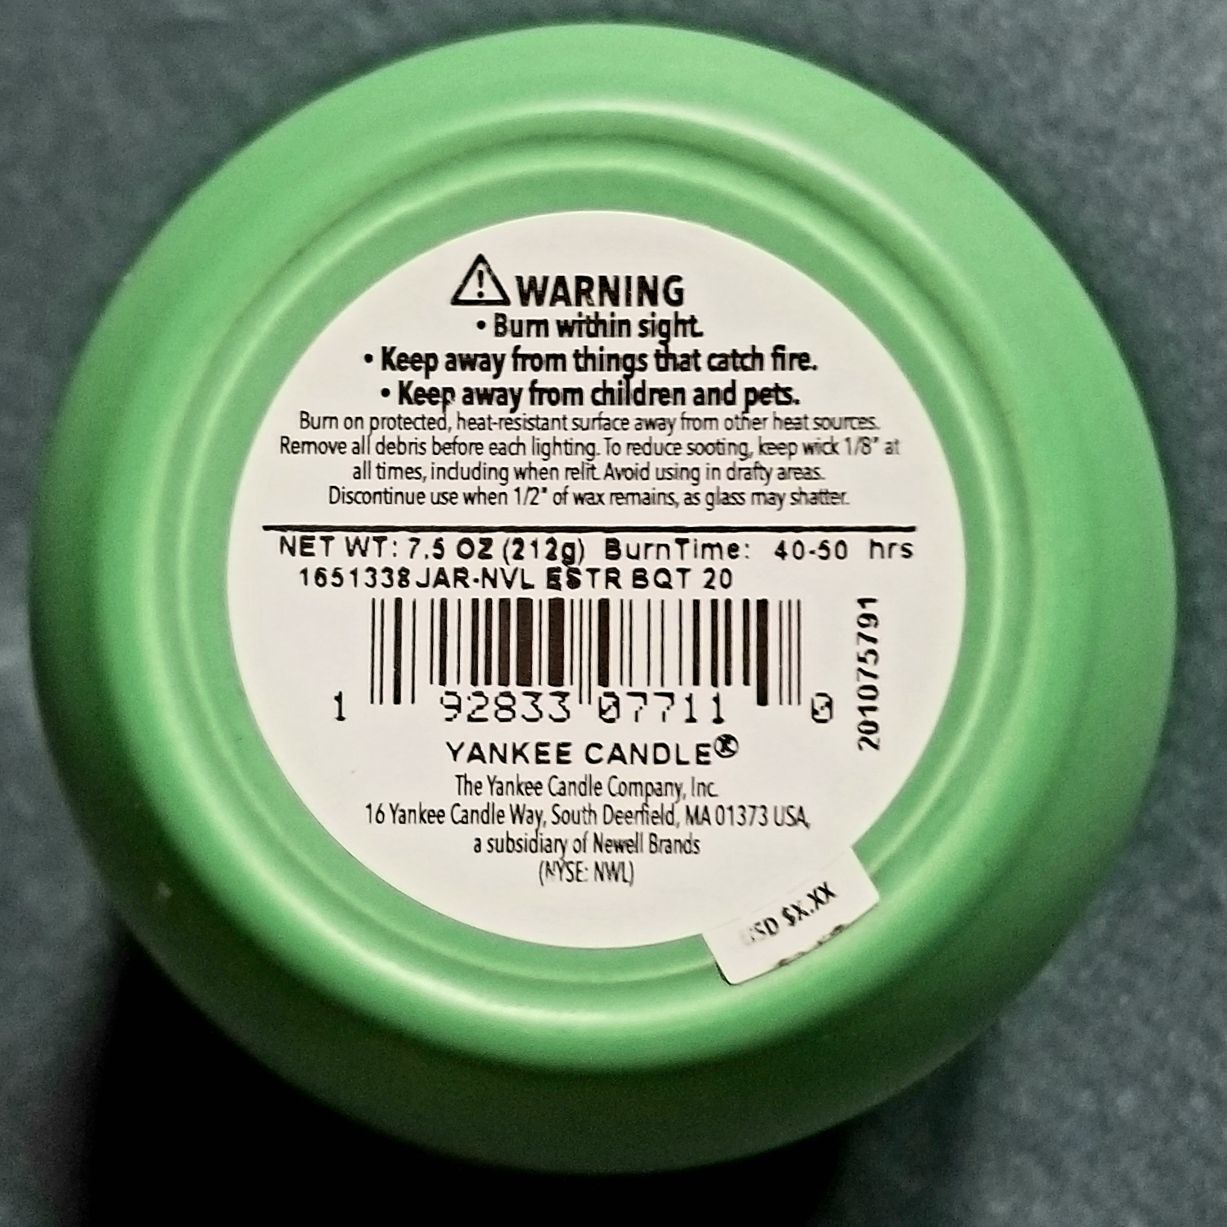 WARNING
• Burn within sight.
• Keep away from things that catch fire.
• Keep away from children and pets.
Burn on protected, heat-resistant surface away from other heat sources.
Remove all debris before each lighting. To reduce sooting, keep wick 1/8" at
all times, including when relit. Avoid using in drafty areas.
Discontinue use when 1/2" of wax remains, as glass may shatter.
NET WT: 7.5 OZ (212g) BurnTime: 40-50 hrs
1651338 JAR-NVL ESTR BQT 20
1 92833 07711 0
201075791
YANKEE CANDLE®
The Yankee Candle Company, Inc.
16 Yankee Candle Way, South Deerfield, MA 01373 USA,
a subsidiary of Newell Brands
(NYSE: NWL)
USD $X.XX